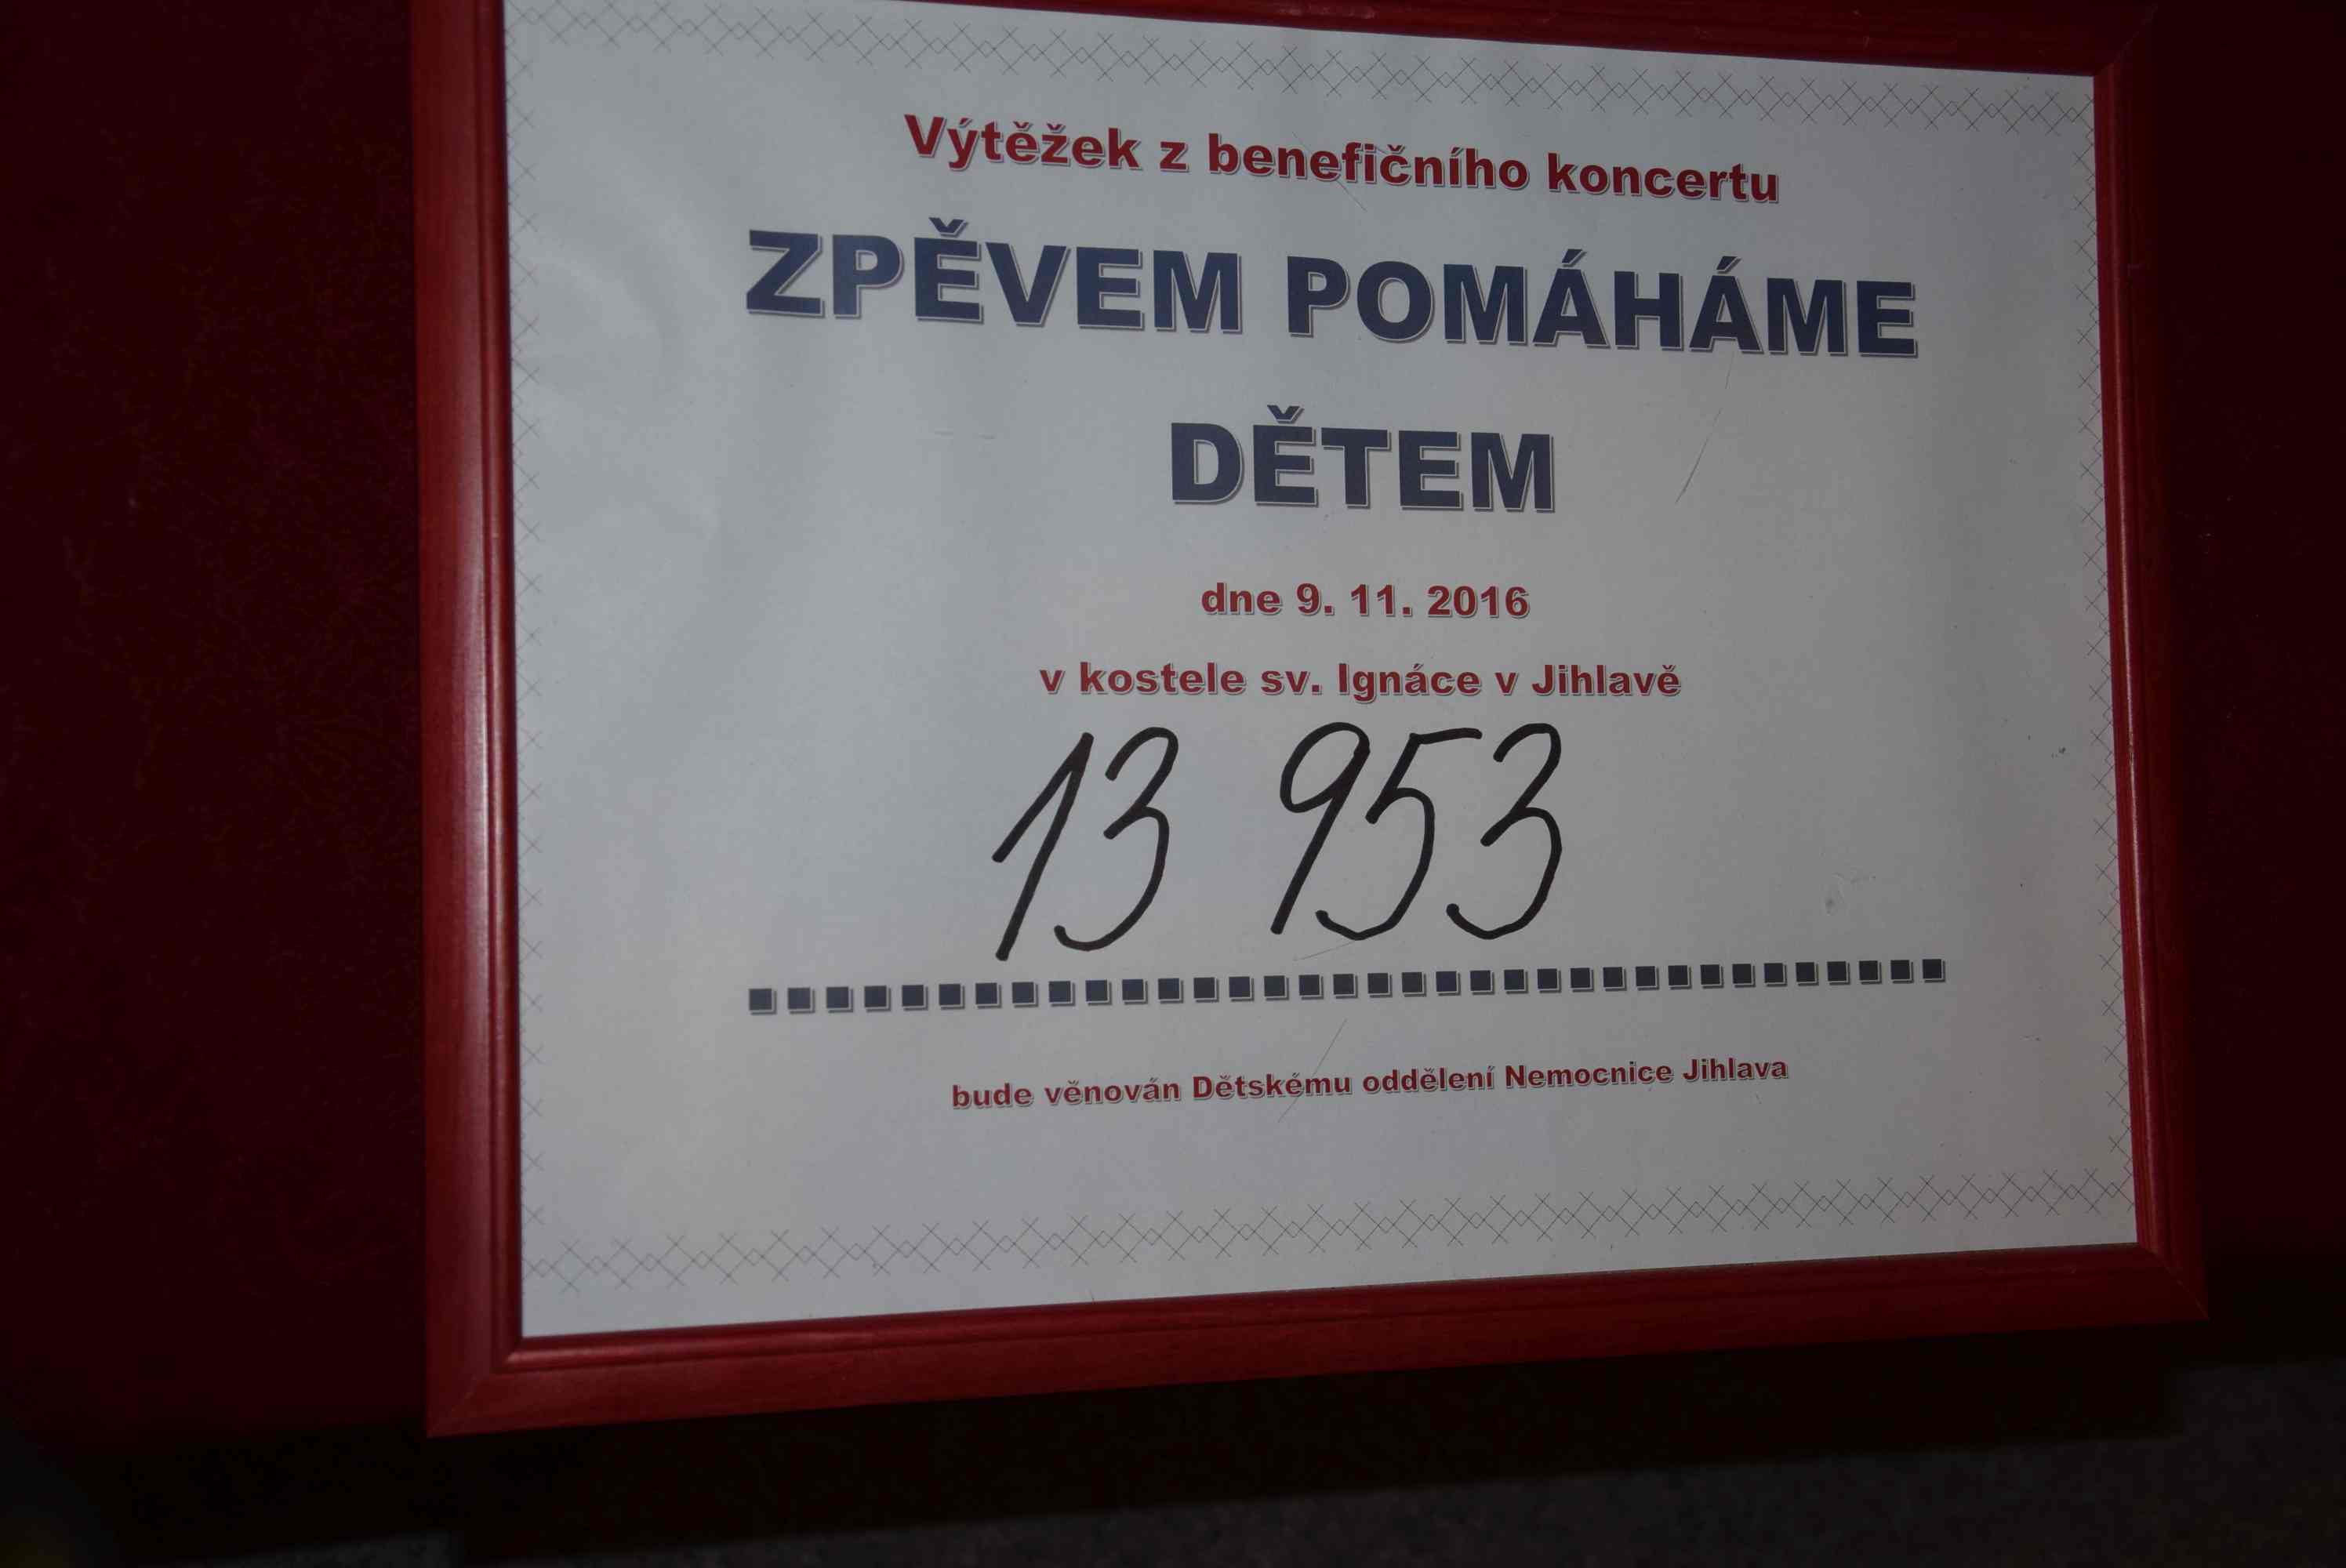 Výtěžek z benefičního koncertu
ZPĚVEM POMÁHÁME
DĚTEM
dne 9. 11. 2016
v kostele sv. Ignáce v Jihlavě
13 953
bude věnován Dětskému oddělení Nemocnice Jihlava